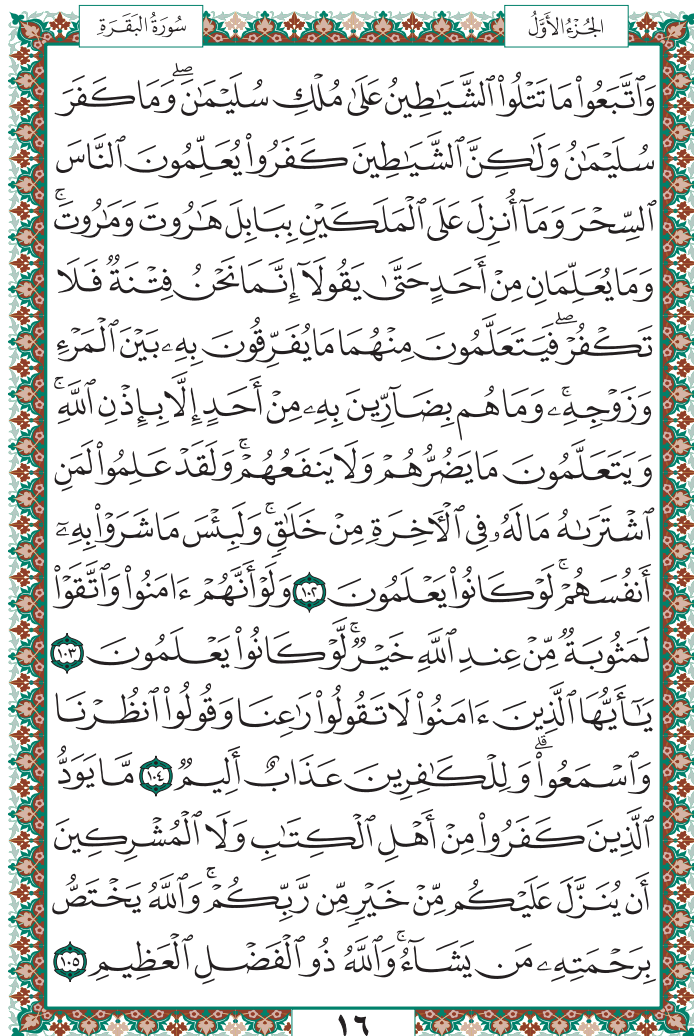 الجُزْءُ الأَوَّلُ
سُورَةُ البَقَرَةِ
وَٱتَّبَعُوا۟ مَا تَتْلُوا۟ ٱلشَّيَٰطِينُ عَلَىٰ مُلْكِ سُلَيْمَٰنَۖ وَمَا كَفَرَ
سُلَيْمَٰنُ وَلَٰكِنَّ ٱلشَّيَٰطِينَ كَفَرُوا۟ يُعَلِّمُونَ ٱلنَّاسَ
ٱلسِّحْرَ وَمَآ أُنزِلَ عَلَى ٱلْمَلَكَيْنِ بِبَابِلَ هَٰرُوتَ وَمَٰرُوتَۚ
وَمَا يُعَلِّمَانِ مِنْ أَحَدٍ حَتَّىٰ يَقُولَآ إِنَّمَا نَحْنُ فِتْنَةٌ فَلَا
تَكْفُرْۖ فَيَتَعَلَّمُونَ مِنْهُمَا مَا يُفَرِّقُونَ بِهِۦ بَيْنَ ٱلْمَرْءِ
وَزَوْجِهِۦۚ وَمَا هُم بِضَآرِّينَ بِهِۦ مِنْ أَحَدٍ إِلَّا بِإِذْنِ ٱللَّهِۚ
وَيَتَعَلَّمُونَ مَا يَضُرُّهُمْ وَلَا يَنفَعُهُمْۚ وَلَقَدْ عَلِمُوا۟ لَمَنِ
ٱشْتَرَىٰهُ مَا لَهُۥ فِى ٱلْـَٔاخِرَةِ مِنْ خَلَٰقٍۚ وَلَبِئْسَ مَا شَرَوْا۟ بِهِۦٓ
أَنفُسَهُمْۚ لَوْ كَانُوا۟ يَعْلَمُونَ ١٠٢ وَلَوْ أَنَّهُمْ ءَامَنُوا۟ وَٱتَّقَوْا۟
لَمَثُوبَةٌ مِّنْ عِندِ ٱللَّهِ خَيْرٌۚ لَّوْ كَانُوا۟ يَعْلَمُونَ ١٠٣
يَٰٓأَيُّهَا ٱلَّذِينَ ءَامَنُوا۟ لَا تَقُولُوا۟ رَٰعِنَا وَقُولُوا۟ ٱنظُرْنَا
وَٱسْمَعُوا۟ۗ وَلِلْكَٰفِرِينَ عَذَابٌ أَلِيمٌ ١٠٤ مَّا يَوَدُّ
ٱلَّذِينَ كَفَرُوا۟ مِنْ أَهْلِ ٱلْكِتَٰبِ وَلَا ٱلْمُشْرِكِينَ
أَن يُنَزَّلَ عَلَيْكُم مِّنْ خَيْرٍ مِّن رَّبِّكُمْۚ وَٱللَّهُ يَخْتَصُّ
بِرَحْمَتِهِۦ مَن يَشَآءُۚ وَٱللَّهُ ذُو ٱلْفَضْلِ ٱلْعَظِيمِ ١٠٥
١٦